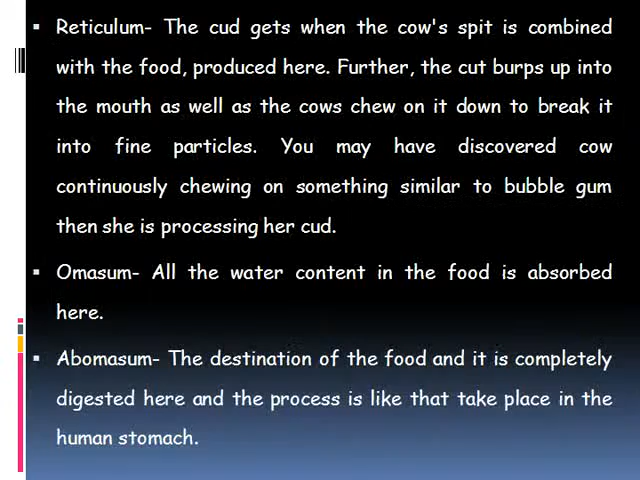 ▪ Reticulum- The cud gets when the cow's spit is combined
with the food, produced here. Further, the cut burps up into
the mouth as well as the cows chew on it down to break it
into fine particles. You may have discovered cow
continuously chewing on something similar to bubble gum
then she is processing her cud.
▪ Omasum- All the water content in the food is absorbed
here.
▪ Abomasum- The destination of the food and it is completely
digested here and the process is like that take place in the
human stomach.